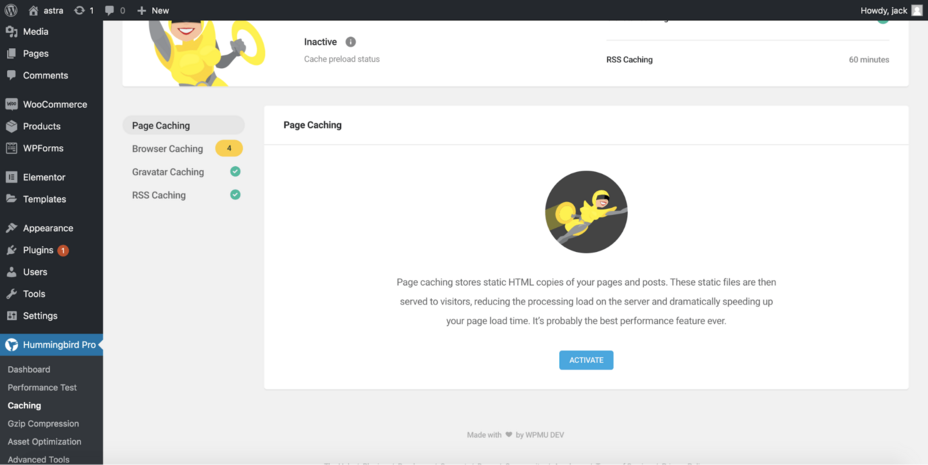 astra 1 0 New
Howdy, jack
Media
Pages
Comments
WooCommerce
Products
WPForms
Elementor
Templates
Appearance
Plugins 1
Users
Tools
Settings
Hummingbird Pro
Dashboard
Performance Test
Caching
Gzip Compression
Asset Optimization
Advanced Tools
Inactive
Cache preload status
RSS Caching 60 minutes
Page Caching
Browser Caching 4
Gravatar Caching
RSS Caching
Page Caching
Page caching stores static HTML copies of your pages and posts. These static files are then
served to visitors, reducing the processing load on the server and dramatically speeding up
your page load time. It's probably the best performance feature ever.
ACTIVATE
Made with by WPMU DEV